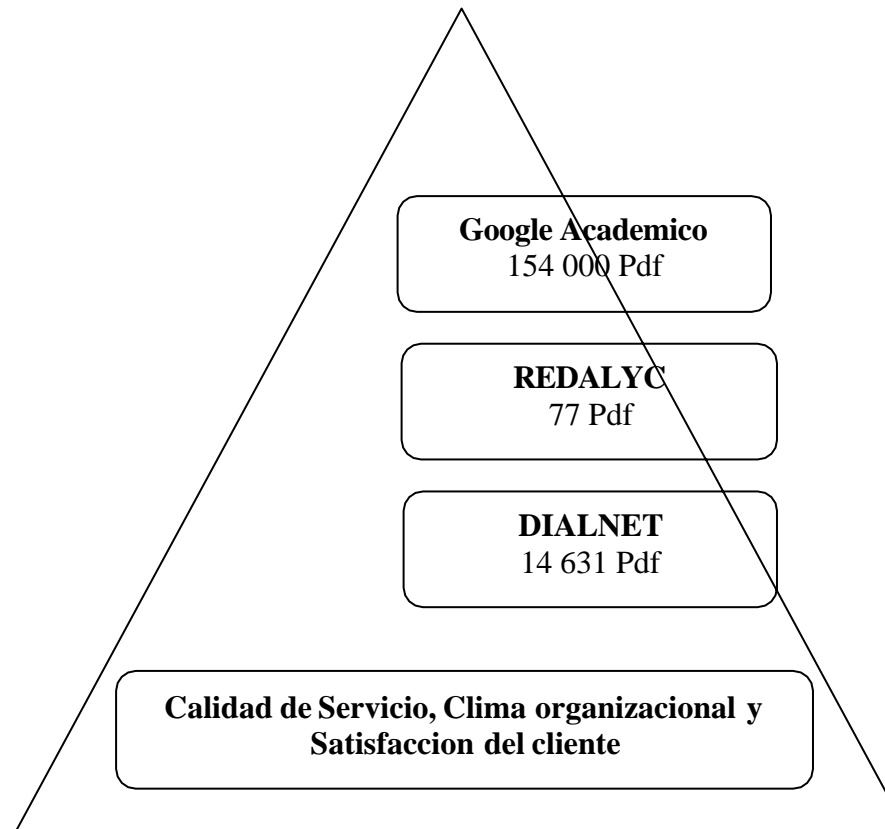 Google Academico
154 000 Pdf
REDALYC
77 Pdf
DIALNET
14 631 Pdf
Calidad de Servicio, Clima organizacional y
Satisfaccion del cliente